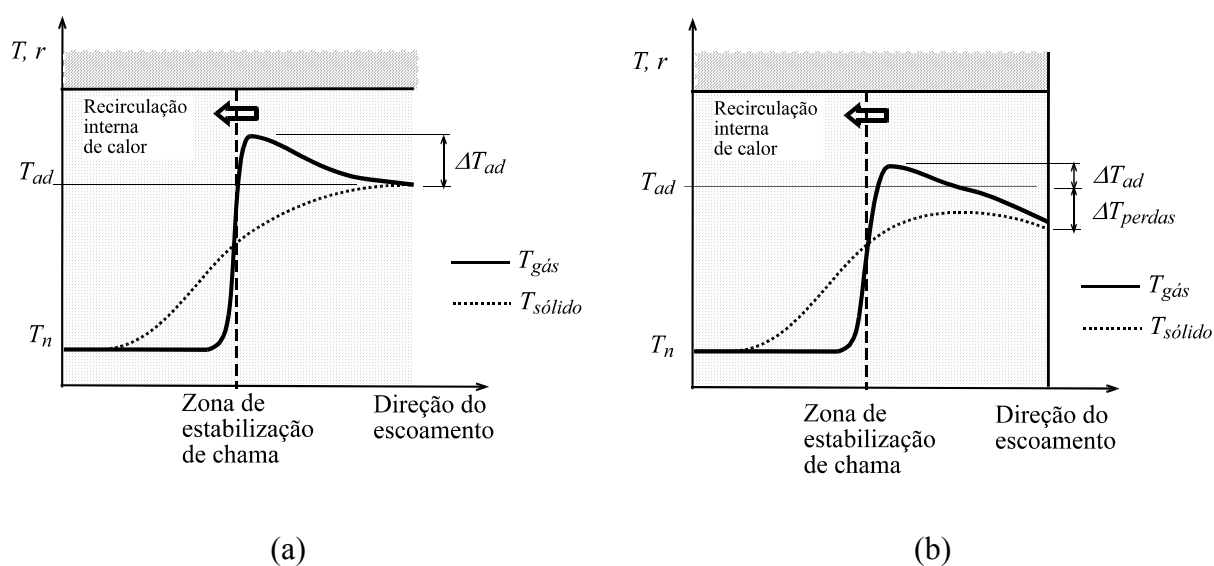 T, r
Recirculação
interna
de calor
ΔT_ad
T_ad
T_gás
T_sólido
T_n
Zona de
estabilização
de chama
Direção do
escoamento
(a)
T, r
Recirculação
interna
de calor
T_ad
ΔT_ad
ΔT_perdas
T_gás
T_sólido
T_n
Zona de
estabilização
de chama
Direção do
escoamento
(b)